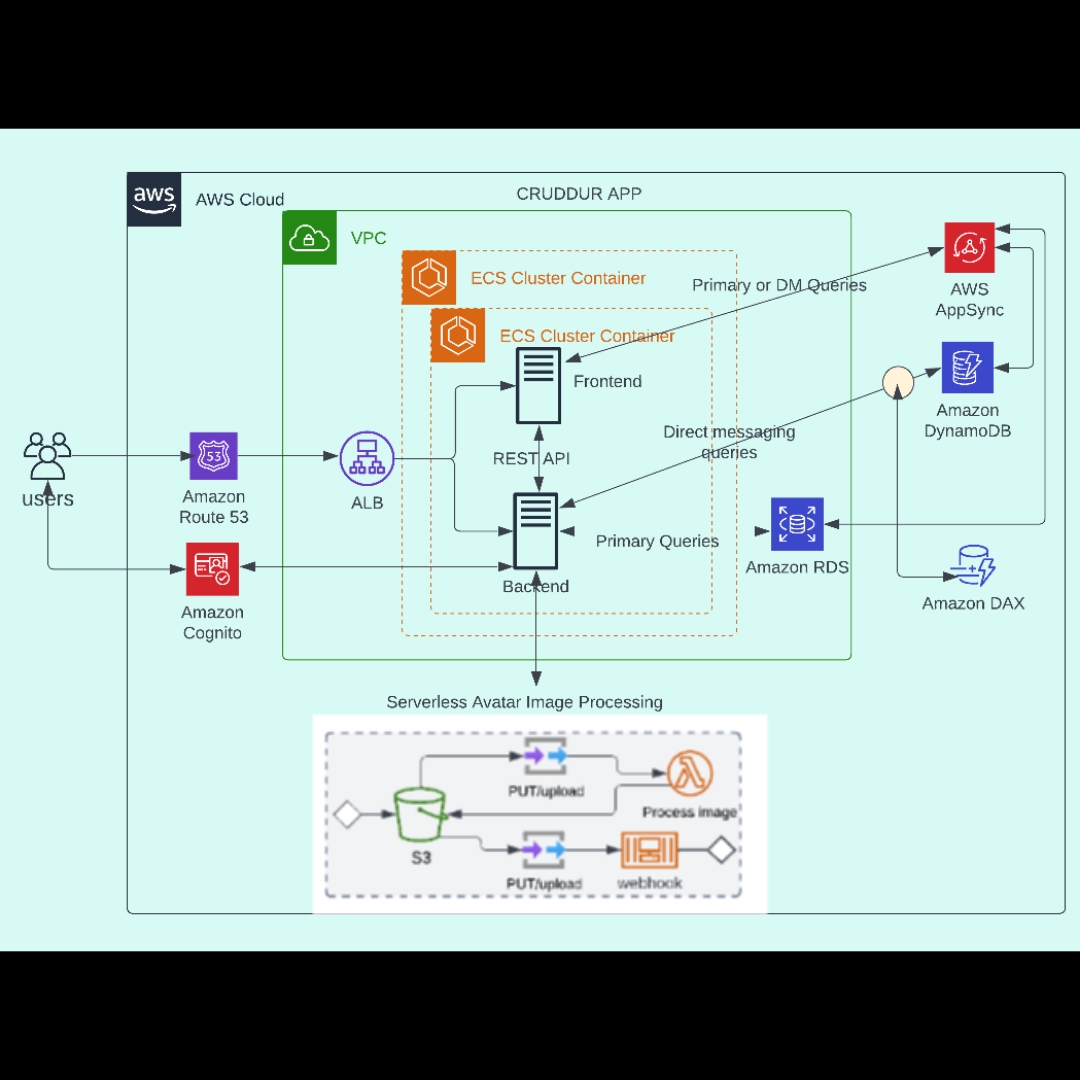 aws
AWS Cloud
CRUDDUR APP
VPC
ECS Cluster Container
ECS Cluster Container
Primary or DM Queries
AWS
AppSync
Frontend
Amazon
DynamoDB
Direct messaging
queries
REST API
users
53
Amazon
Route 53
ALB
Primary Queries
Amazon RDS
Backend
Amazon DAX
Amazon
Cognito
Serverless Avatar Image Processing
PUT/upload
Process image
S3
PUT/upload
webhook